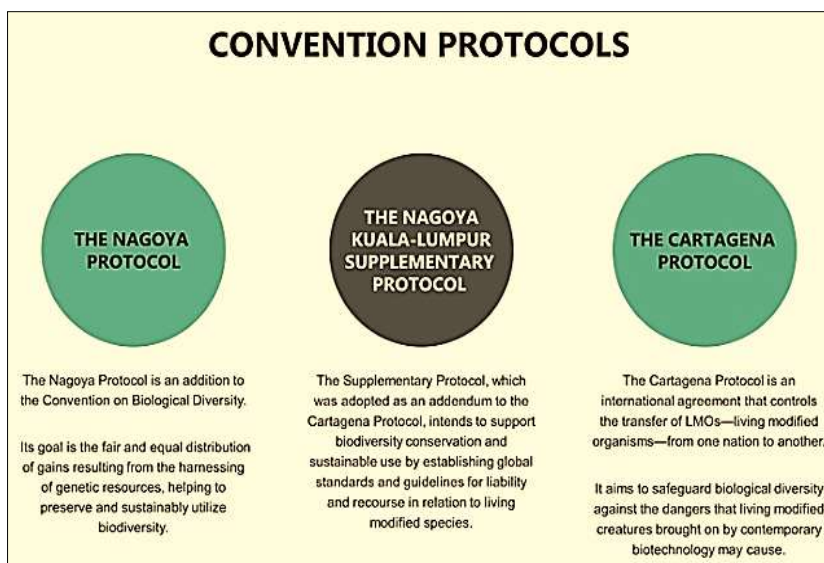 CONVENTION PROTOCOLS
THE NAGOYA
PROTOCOL
The Nagoya Protocol is an addition to
the Convention on Biological Diversity.
Its goal is the fair and equal distribution
of gains resulting from the harnessing
of genetic resources, helping to
preserve and sustainably utilize
biodiversity.
THE NAGOYA
KUALA-LUMPUR
SUPPLEMENTARY
PROTOCOL
The Supplementary Protocol, which
was adopted as an addendum to the
Cartagena Protocol, intends to support
biodiversity conservation and
sustainable use by establishing global
standards and guidelines for liability
and recourse in relation to living
modified species.
THE CARTAGENA
PROTOCOL
The Cartagena Protocol is an
international agreement that controls
the transfer of LMOs—living modified
organisms—from one nation to another.
It aims to safeguard biological diversity
against the dangers that living modified
creatures brought on by contemporary
biotechnology may cause.